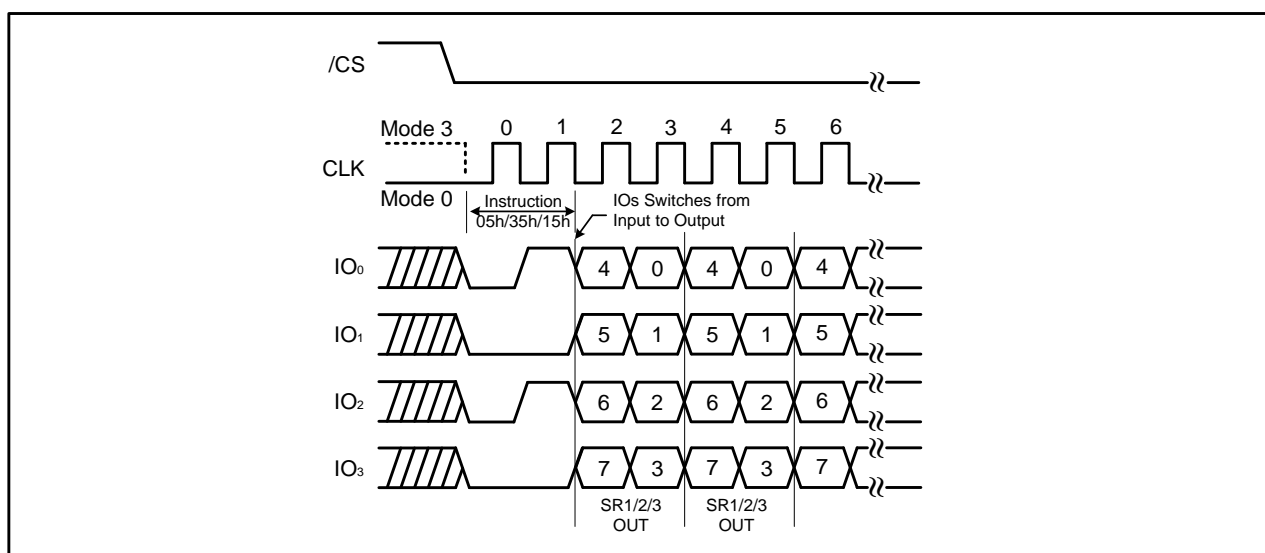 /CS
Mode 3 0 1 2 3 4 5 6
CLK
Mode 0
Instruction
05h/35h/15h
IOs Switches from
Input to Output
IO₀ 4 0 4 0 4
IO₁ 5 1 5 1 5
IO₂ 6 2 6 2 6
IO₃ 7 3 7 3 7
SR1/2/3
OUT
SR1/2/3
OUT